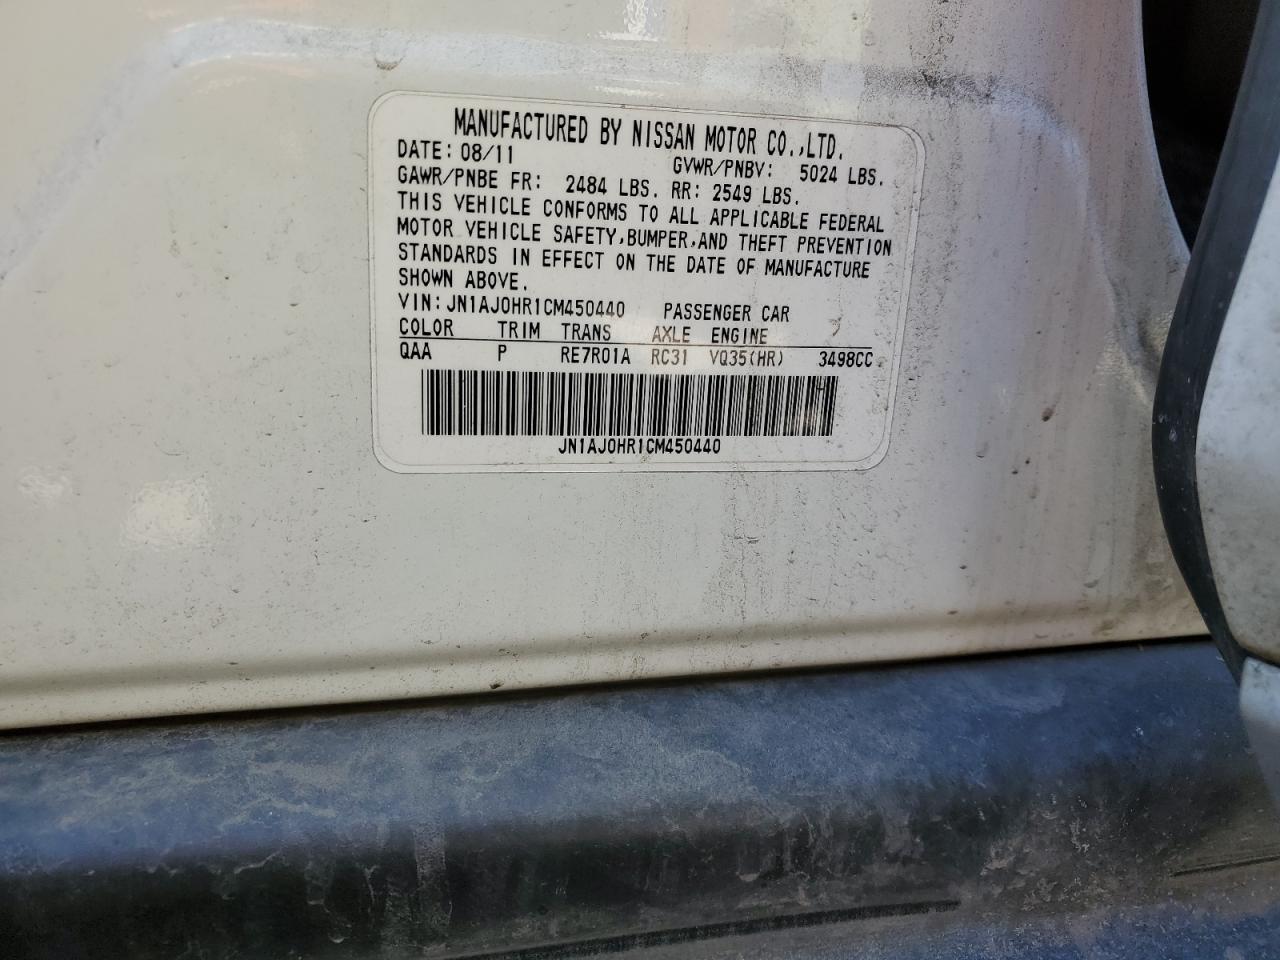 MANUFACTURED BY NISSAN MOTOR CO.,LTD.
DATE: 08/11 GVWR/PNBV: 5024 LBS.
GAWR/PNBE FR: 2484 LBS. RR: 2549 LBS.
THIS VEHICLE CONFORMS TO ALL APPLICABLE FEDERAL
MOTOR VEHICLE SAFETY,BUMPER,AND THEFT PREVENTION
STANDARDS IN EFFECT ON THE DATE OF MANUFACTURE
SHOWN ABOVE.
VIN: JN1AJ0HR1CM450440 PASSENGER CAR
COLOR TRIM TRANS AXLE ENGINE
QAA P RE7R01A RC31 VQ35(HR) 3498CC
JN1AJ0HR1CM450440